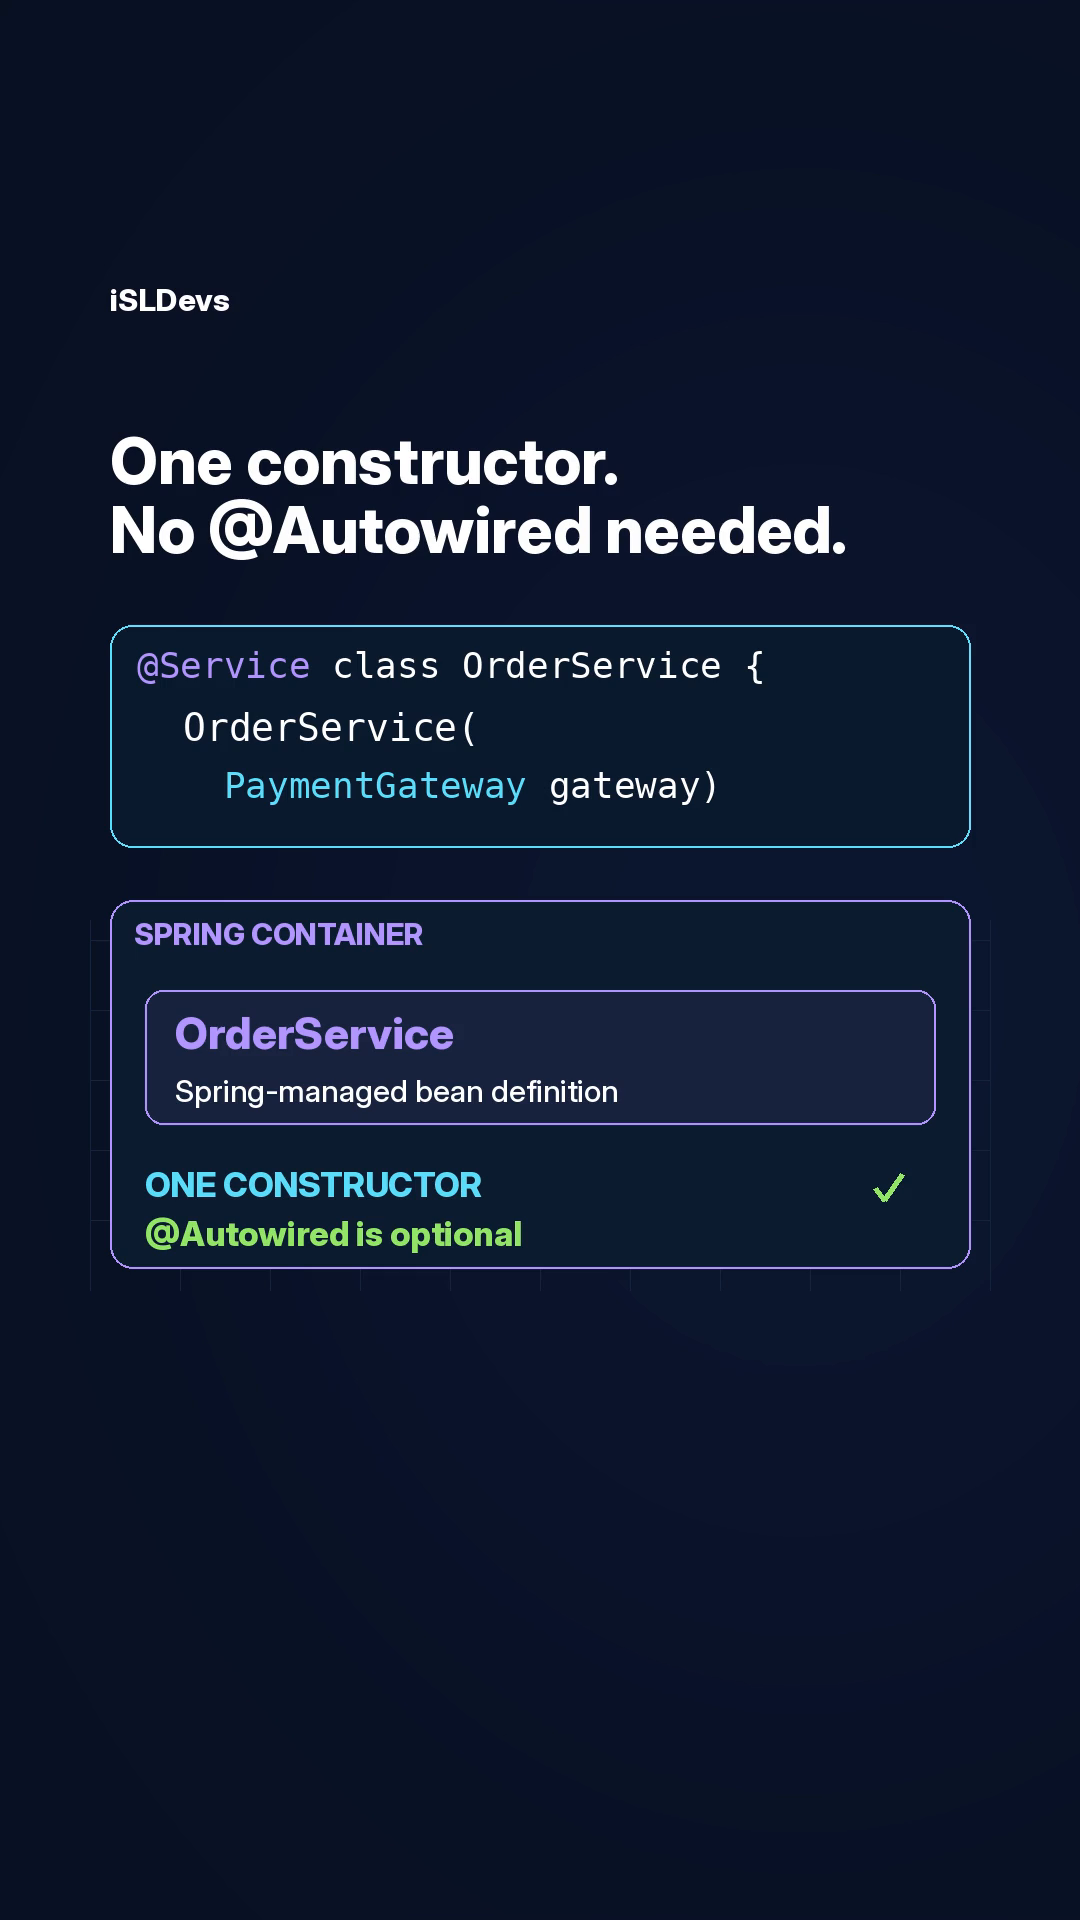 iSLDevs
One constructor.
No @Autowired needed.
@Service class OrderService {
OrderService(
PaymentGateway gateway)
SPRING CONTAINER
OrderService
Spring-managed bean definition
ONE CONSTRUCTOR
@Autowired is optional